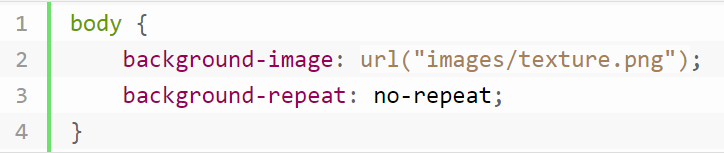 1 body {
2     background-image: url("images/texture.png");
3     background-repeat: no-repeat;
4 }